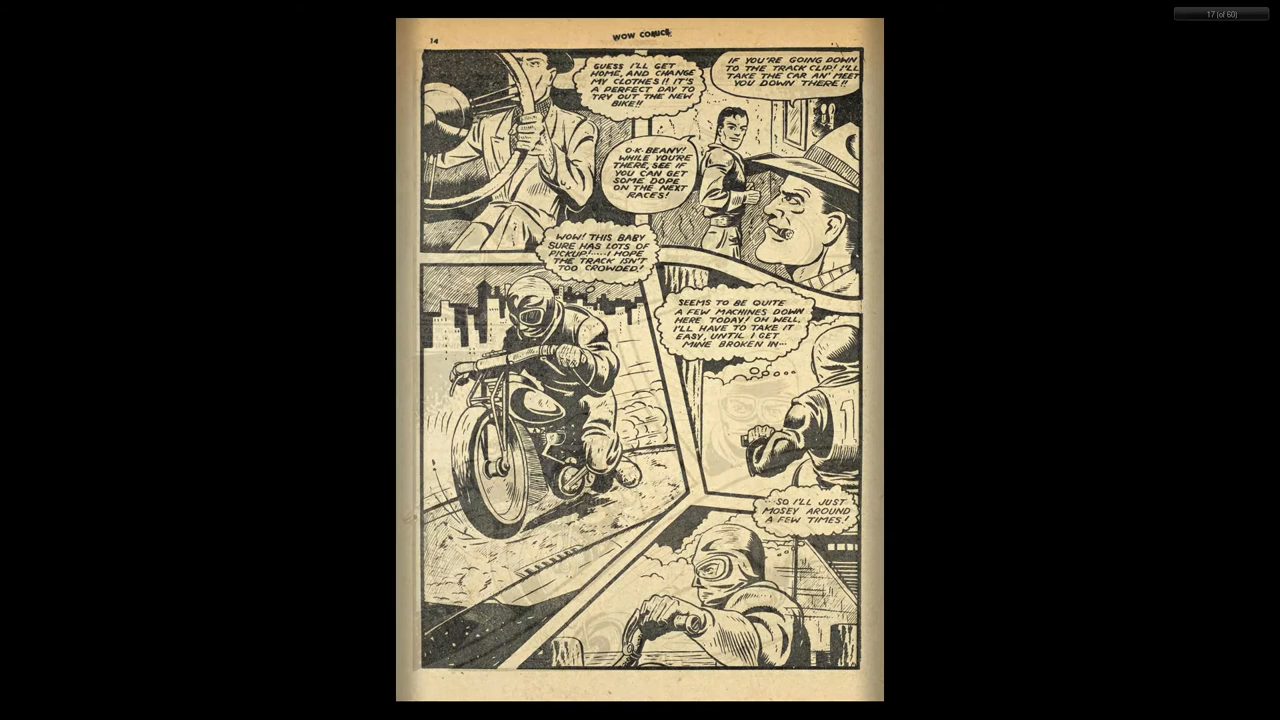 17 (of 60)
14
WOW COMICS
GUESS I'LL GET
HOME, AND CHANGE
MY CLOTHES!! IT'S
A PERFECT DAY TO
TRY OUT THE NEW
BIKE!!
IF YOU'RE GOING DOWN
TO THE TRACK CLIP! I'LL
TAKE THE CAR AN' MEET
YOU DOWN THERE!!
O.K. BEANY!
WHILE YOU'RE
THERE, SEE IF
YOU CAN GET
SOME DOPE
ON THE NEXT
RACES!
WOW! THIS BABY
SURE HAS LOTS OF
PICKUP!.....I HOPE
THE TRACK ISN'T
TOO CROWDED!
SEEMS TO BE QUITE
A FEW MACHINES DOWN
HERE TODAY! OH WELL,
I'LL HAVE TO TAKE IT
EASY, UNTIL I GET
MINE BROKEN IN---
1
...SO I'LL JUST
MOSEY AROUND
A FEW TIMES!